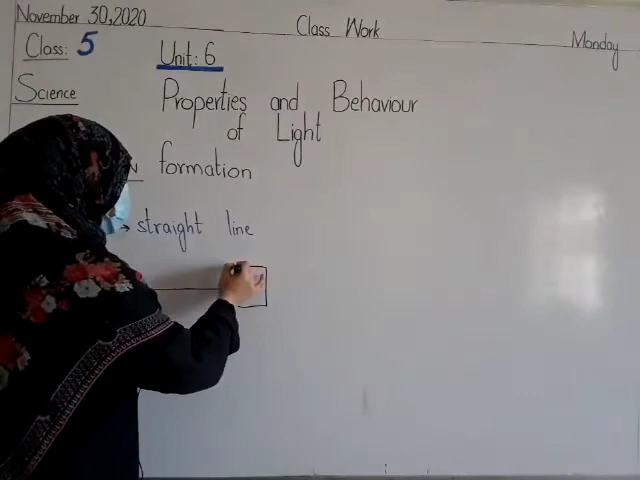 November 30,2020 Class Work Monday
Class: 5 Unit: 6
Science
Properties and Behaviour
of Light
formation
→ straight line